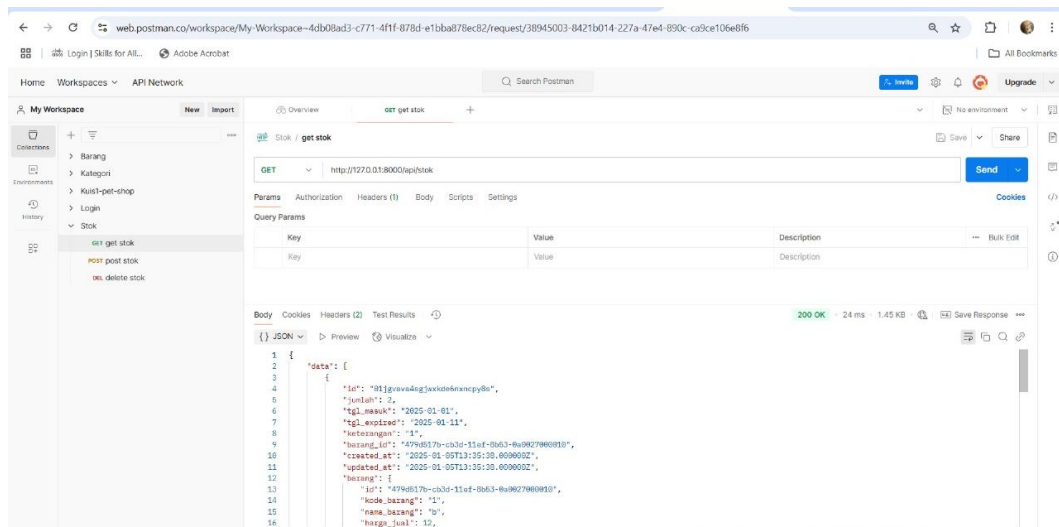 web.postman.co/workspace/My-Workspace~4db08ad3-c771-4f1f-878d-e1bba878ec82/request/38945003-8421b014-227a-47e4-890c-ca9ce106e8f6
Login | Skills for All...
Adobe Acrobat
All Bookmarks
Home Workspaces API Network
Search Postman
Invite
Upgrade
My Workspace
New Import
Overview
GET get stok
No environment
Collections
Environments
History
Barang
Kategori
Kuis1-pet-shop
Login
Stok
GET get stok
POST post stok
DEL delete stok
Stok / get stok
Save
Share
GET
http://127.0.0.1:8000/api/stok
Send
Params Authorization Headers (1) Body Scripts Settings
Cookies
Query Params
Key Value Description Bulk Edit
Key Value Description
Body Cookies Headers (2) Test Results
200 OK 24 ms 1.45 KB Save Response
{} JSON Preview Visualize
1 {
2 "data": [
3 {
4 "id":
5 "jumlah": 2,
6 "tgl_masuk": "2025-01-01",
7 "tgl_expired": "2025-01-11",
8 "keterangan": "1",
9 "barang_id": "479d517b-cb3d-11ef-8b53-0a0027000010",
10 "created_at": "2025-01-05T13:35:38.000000Z",
11 "updated_at": "2025-01-05T13:35:38.000000Z",
12 "barang": {
13 "id": "479d517b-cb3d-11ef-8b53-0a0027000010",
14 "kode_barang": "1",
15 "nama_barang": "b",
16 "harga_jual": 12,